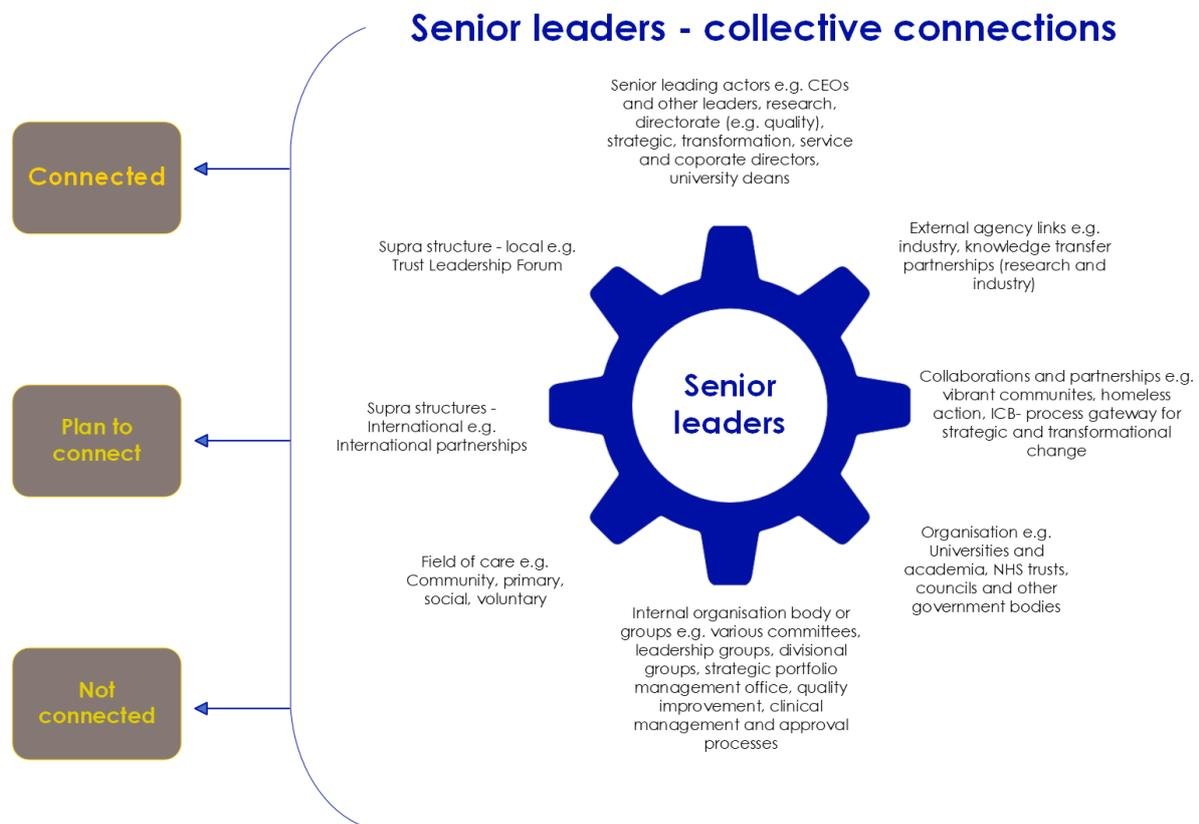 Senior leaders - collective connections
Senior leading actors e.g. CEOs
and other leaders, research,
directorate (e.g. quality),
strategic, transformation, service
and coporate directors,
university deans
Connected
Supra structure - local e.g.
Trust Leadership Forum
External agency links e.g.
industry, knowledge transfer
partnerships (research and
industry)
Senior
leaders
Collaborations and partnerships e.g.
vibrant communites, homeless
action, ICB- process gateway for
strategic and transformational
change
Supra structures -
International e.g.
International partnerships
Plan to
connect
Organisation e.g.
Universities and
academia, NHS trusts,
councils and other
government bodies
Field of care e.g.
Community, primary,
social, voluntary
Internal organisation body or
groups e.g. various committees,
leadership groups, divisional
groups, strategic portfolio
management office, quality
improvement, clinical
management and approval
processes
Not
connected